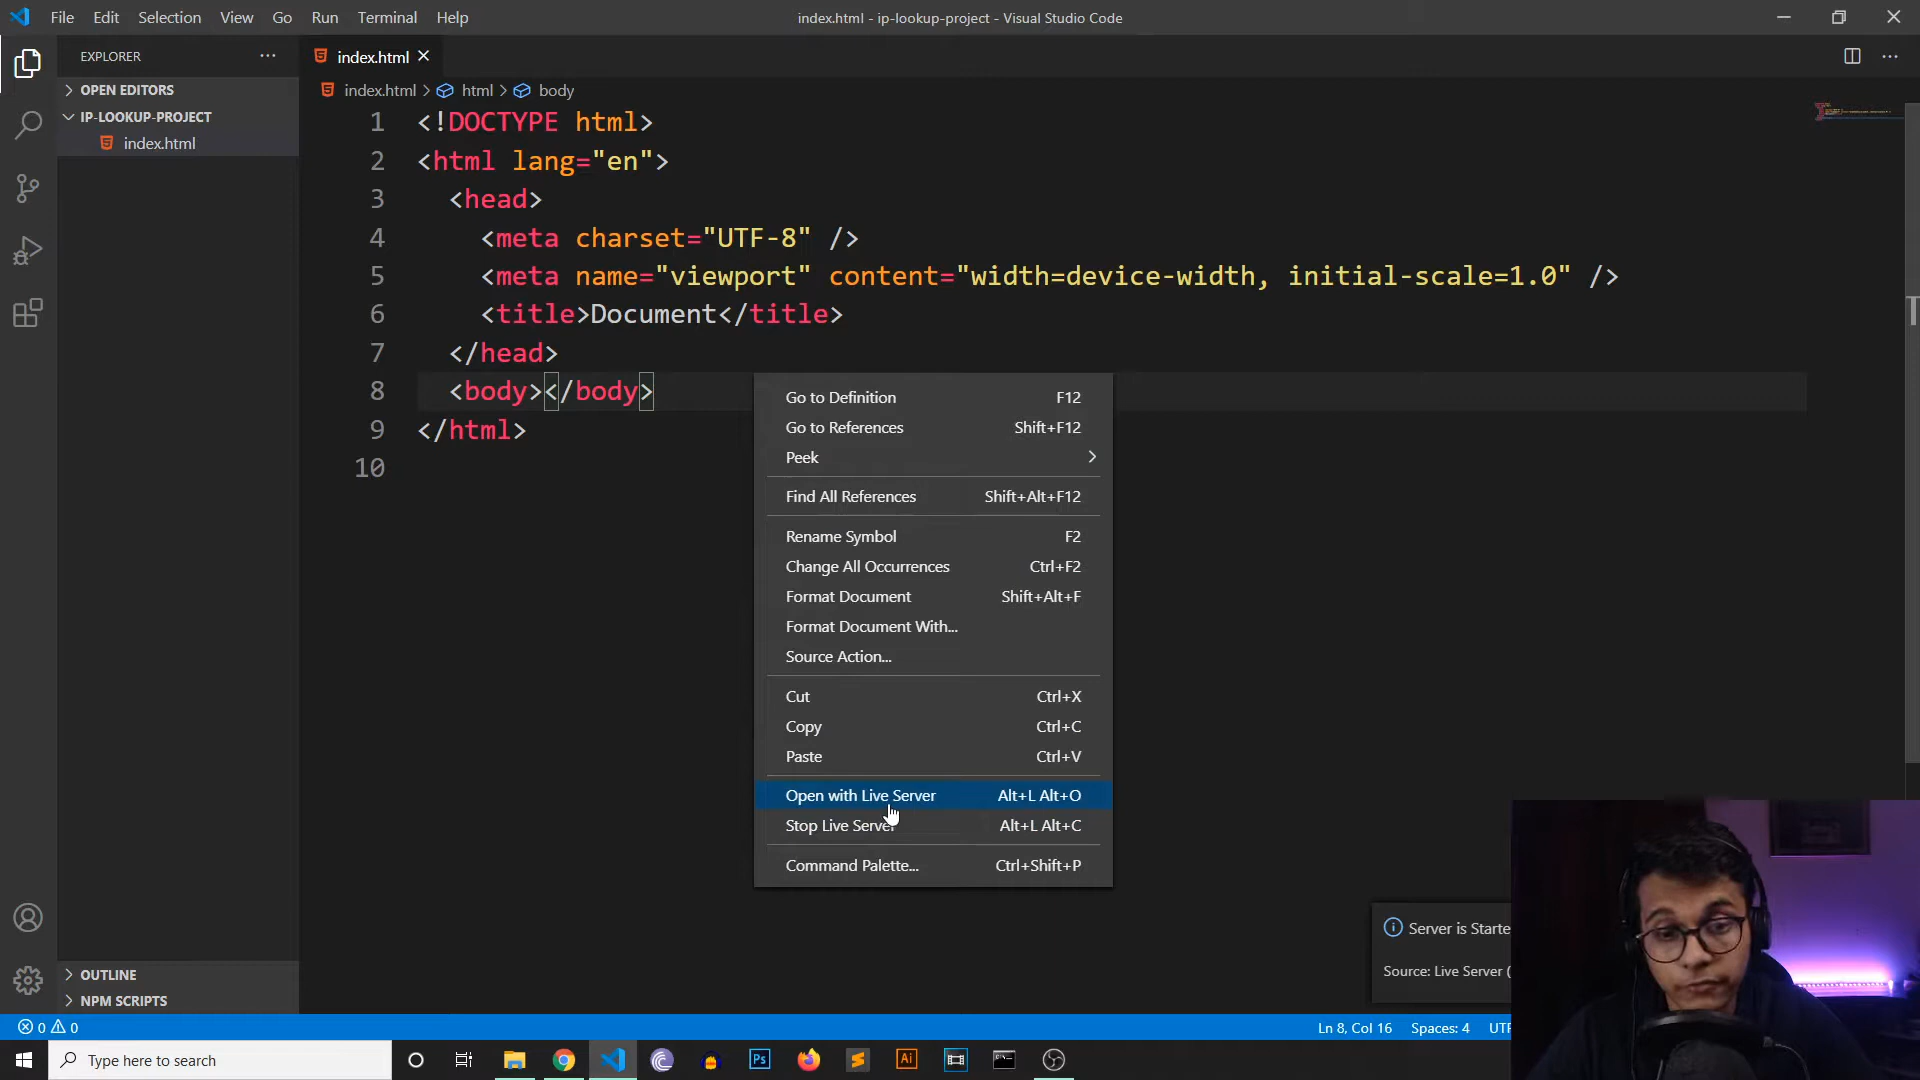 File Edit Selection View Go Run Terminal Help
index.html - ip-lookup-project - Visual Studio Code
EXPLORER
OPEN EDITORS
IP-LOOKUP-PROJECT
index.html
OUTLINE
NPM SCRIPTS
index.html
index.html > html > body
1 <!DOCTYPE html>
2 <html lang="en">
3 <head>
4 <meta charset="UTF-8" />
5 <meta name="viewport" content="width=device-width, initial-scale=1.0" />
6 <title>Document</title>
7 </head>
8 <body></body>
9 </html>
10
Go to Definition F12
Go to References Shift+F12
Peek
Find All References Shift+Alt+F12
Rename Symbol F2
Change All Occurrences Ctrl+F2
Format Document Shift+Alt+F
Format Document With...
Source Action...
Cut Ctrl+X
Copy Ctrl+C
Paste Ctrl+V
Open with Live Server Alt+L Alt+O
Stop Live Server Alt+L Alt+C
Command Palette... Ctrl+Shift+P
Server is Starte
Source: Live Server (
0 0
Ln 8, Col 16 Spaces: 4 UTF
Type here to search
Ps
Ai